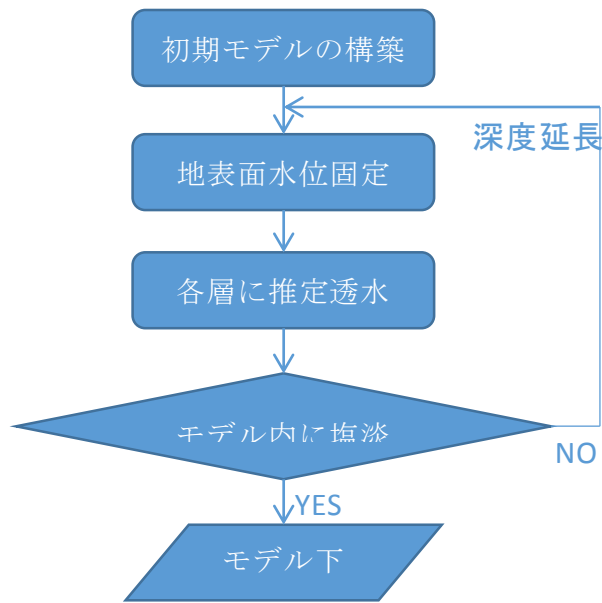 初期モデルの構築
深度延長
地表面水位固定
各層に推定透水
モデル内に塩淡
NO
YES
モデル下